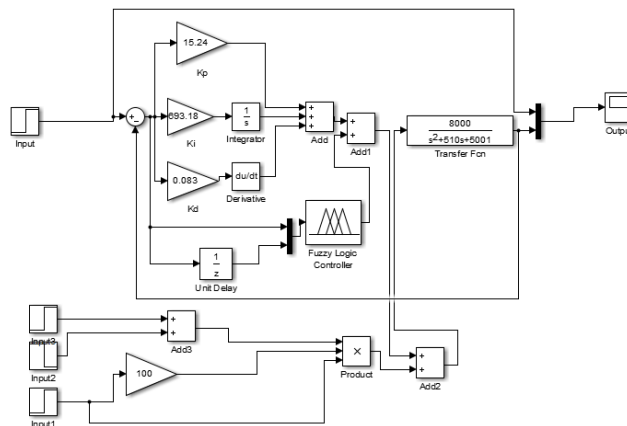 15.24
Kp
Input
+
−
693.18
Ki
1
s
Integrator
+
+
+
Add
+
+
Add1
8000
s²+510s+5001
Transfer Fcn
Output
0.083
Kd
du/dt
Derivative
Fuzzy Logic
Controller
1
z
Unit Delay
Input3
+
+
Add3
Input2
100
×
Product
+
+
Add2
Input1